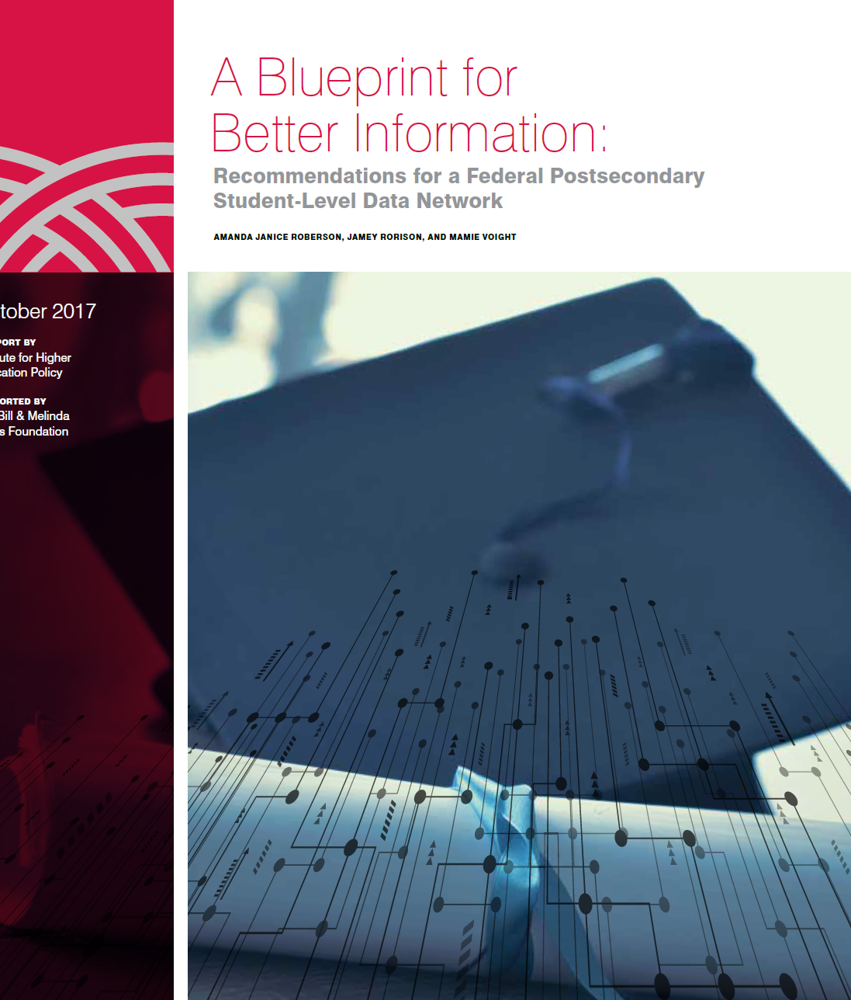 A Blueprint for
Better Information:
Recommendations for a Federal Postsecondary
Student-Level Data Network
AMANDA JANICE ROBERSON, JAMEY RORISON, AND MAMIE VOIGHT
tober 2017
PORT BY
ute for Higher
cation Policy
ORTED BY
Bill & Melinda
s Foundation